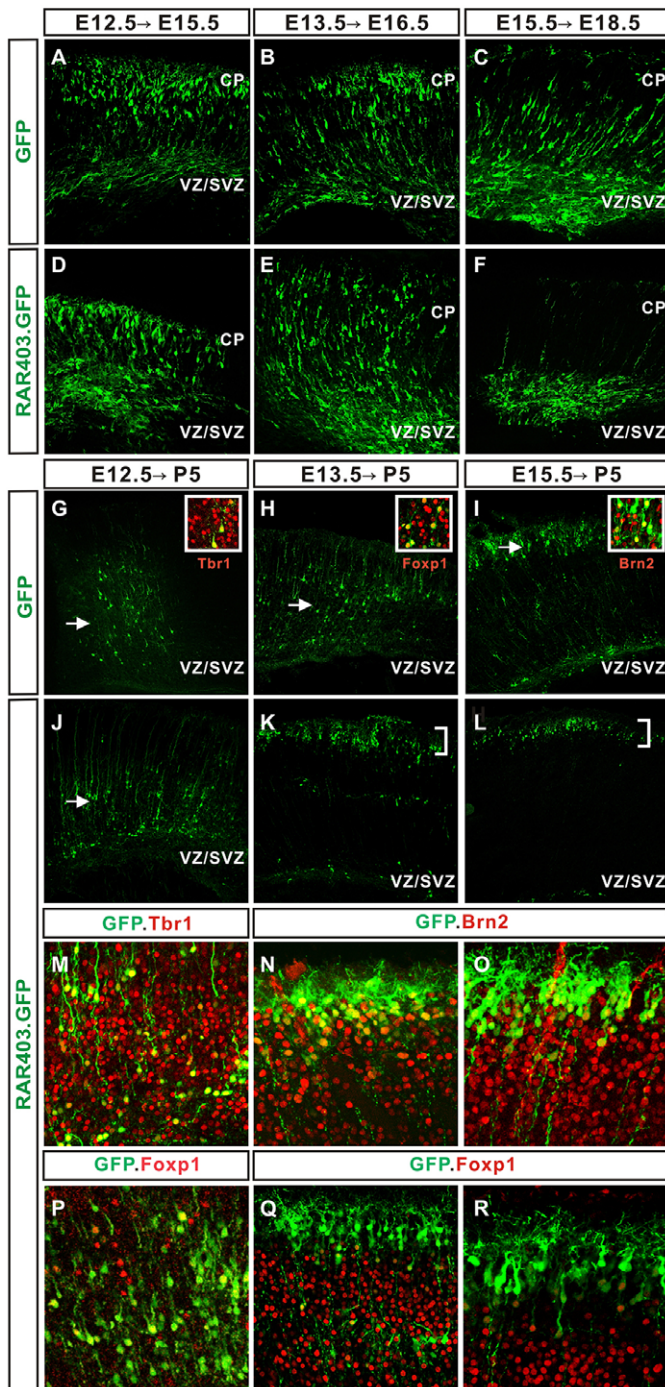 E12.5→ E15.5 E13.5→ E16.5 E15.5→ E18.5
GFP
A CP VZ/SVZ
B CP VZ/SVZ
C CP VZ/SVZ
RAR403.GFP
D CP VZ/SVZ
E CP VZ/SVZ
F CP VZ/SVZ
E12.5→ P5 E13.5→ P5 E15.5→ P5
GFP
G Tbr1 VZ/SVZ
H Foxp1 VZ/SVZ
I Brn2 VZ/SVZ
RAR403.GFP
J VZ/SVZ
K VZ/SVZ
L VZ/SVZ
GFP.Tbr1 GFP.Brn2
M N O
GFP.Foxp1 GFP.Foxp1
P Q R